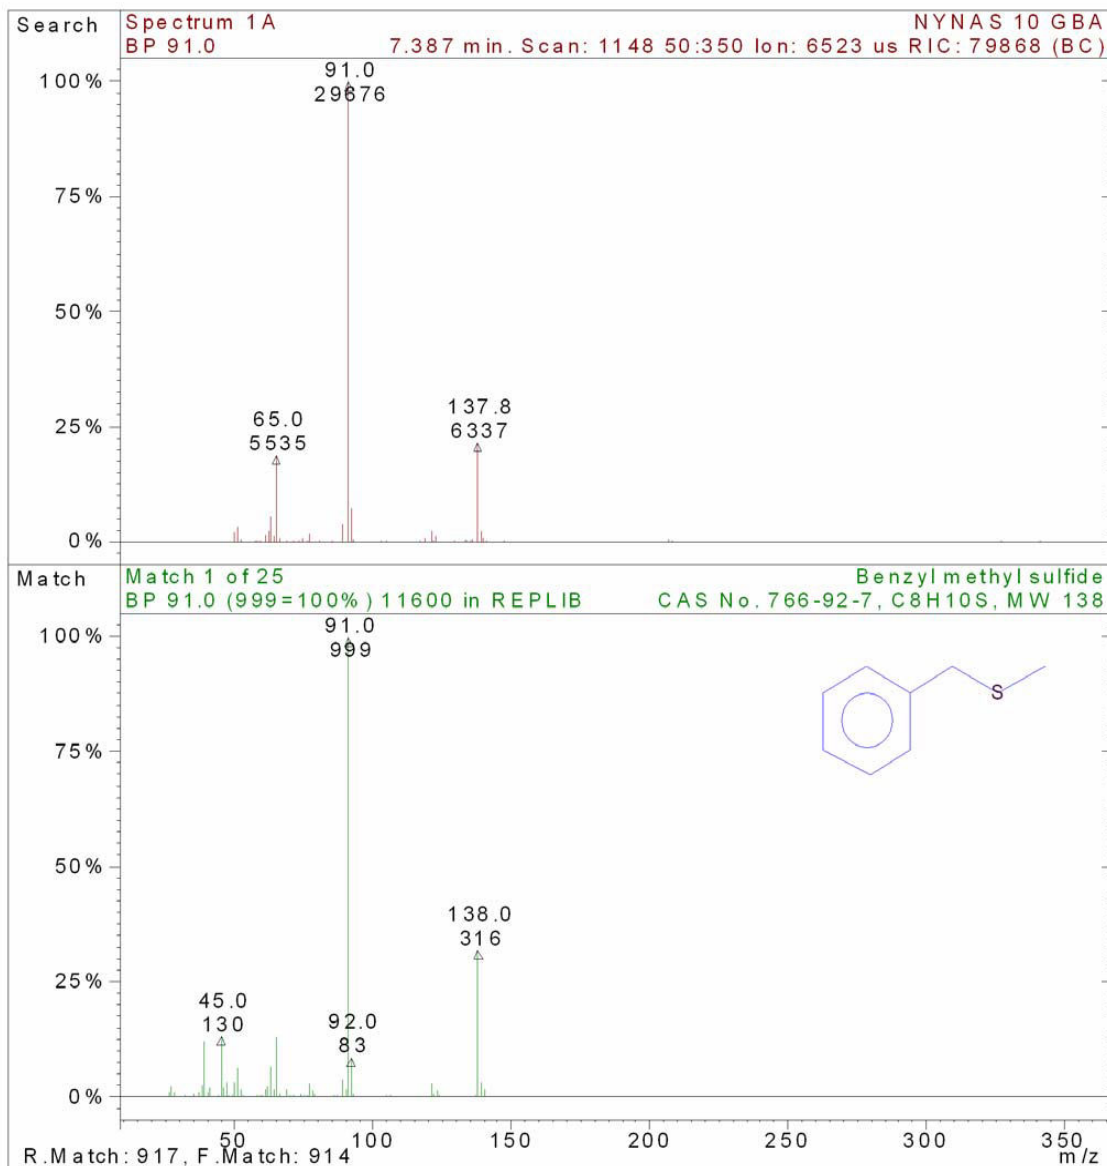 Search
Spectrum 1A
NYNAS 10 GBA
BP 91.0
7.387 min. Scan: 1148 50:350 Ion: 6523 us RIC: 79868 (BC)
100%
91.0
29676
75%
50%
25%
65.0
5535
137.8
6337
0%
Match
Match 1 of 25
Benzyl methyl sulfide
BP 91.0 (999=100%) 11600 in REPLIB
CAS No. 766-92-7, C8H10S, MW 138
100%
91.0
999
S
75%
50%
138.0
316
25%
45.0
130
92.0
83
0%
50
100
150
200
250
300
350
m/z
R.Match: 917, F.Match: 914